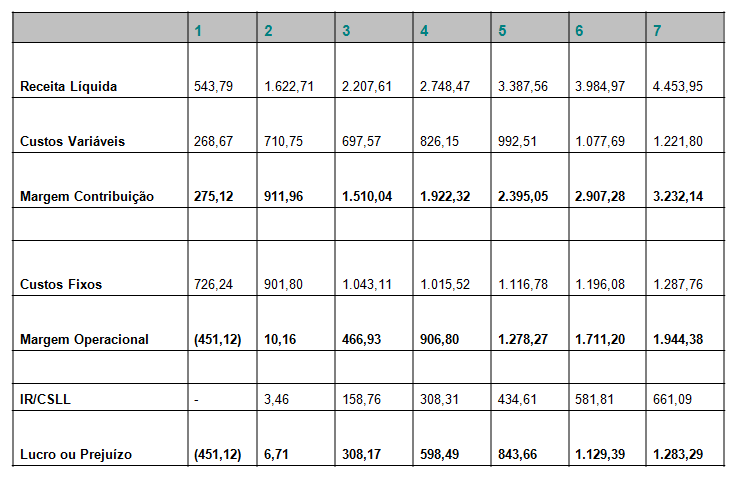 1 2 3 4 5 6 7
Receita Líquida 543,79 1.622,71 2.207,61 2.748,47 3.387,56 3.984,97 4.453,95
Custos Variáveis 268,67 710,75 697,57 826,15 992,51 1.077,69 1.221,80
Margem Contribuição 275,12 911,96 1.510,04 1.922,32 2.395,05 2.907,28 3.232,14
Custos Fixos 726,24 901,80 1.043,11 1.015,52 1.116,78 1.196,08 1.287,76
Margem Operacional (451,12) 10,16 466,93 906,80 1.278,27 1.711,20 1.944,38
IR/CSLL - 3,46 158,76 308,31 434,61 581,81 661,09
Lucro ou Prejuízo (451,12) 6,71 308,17 598,49 843,66 1.129,39 1.283,29